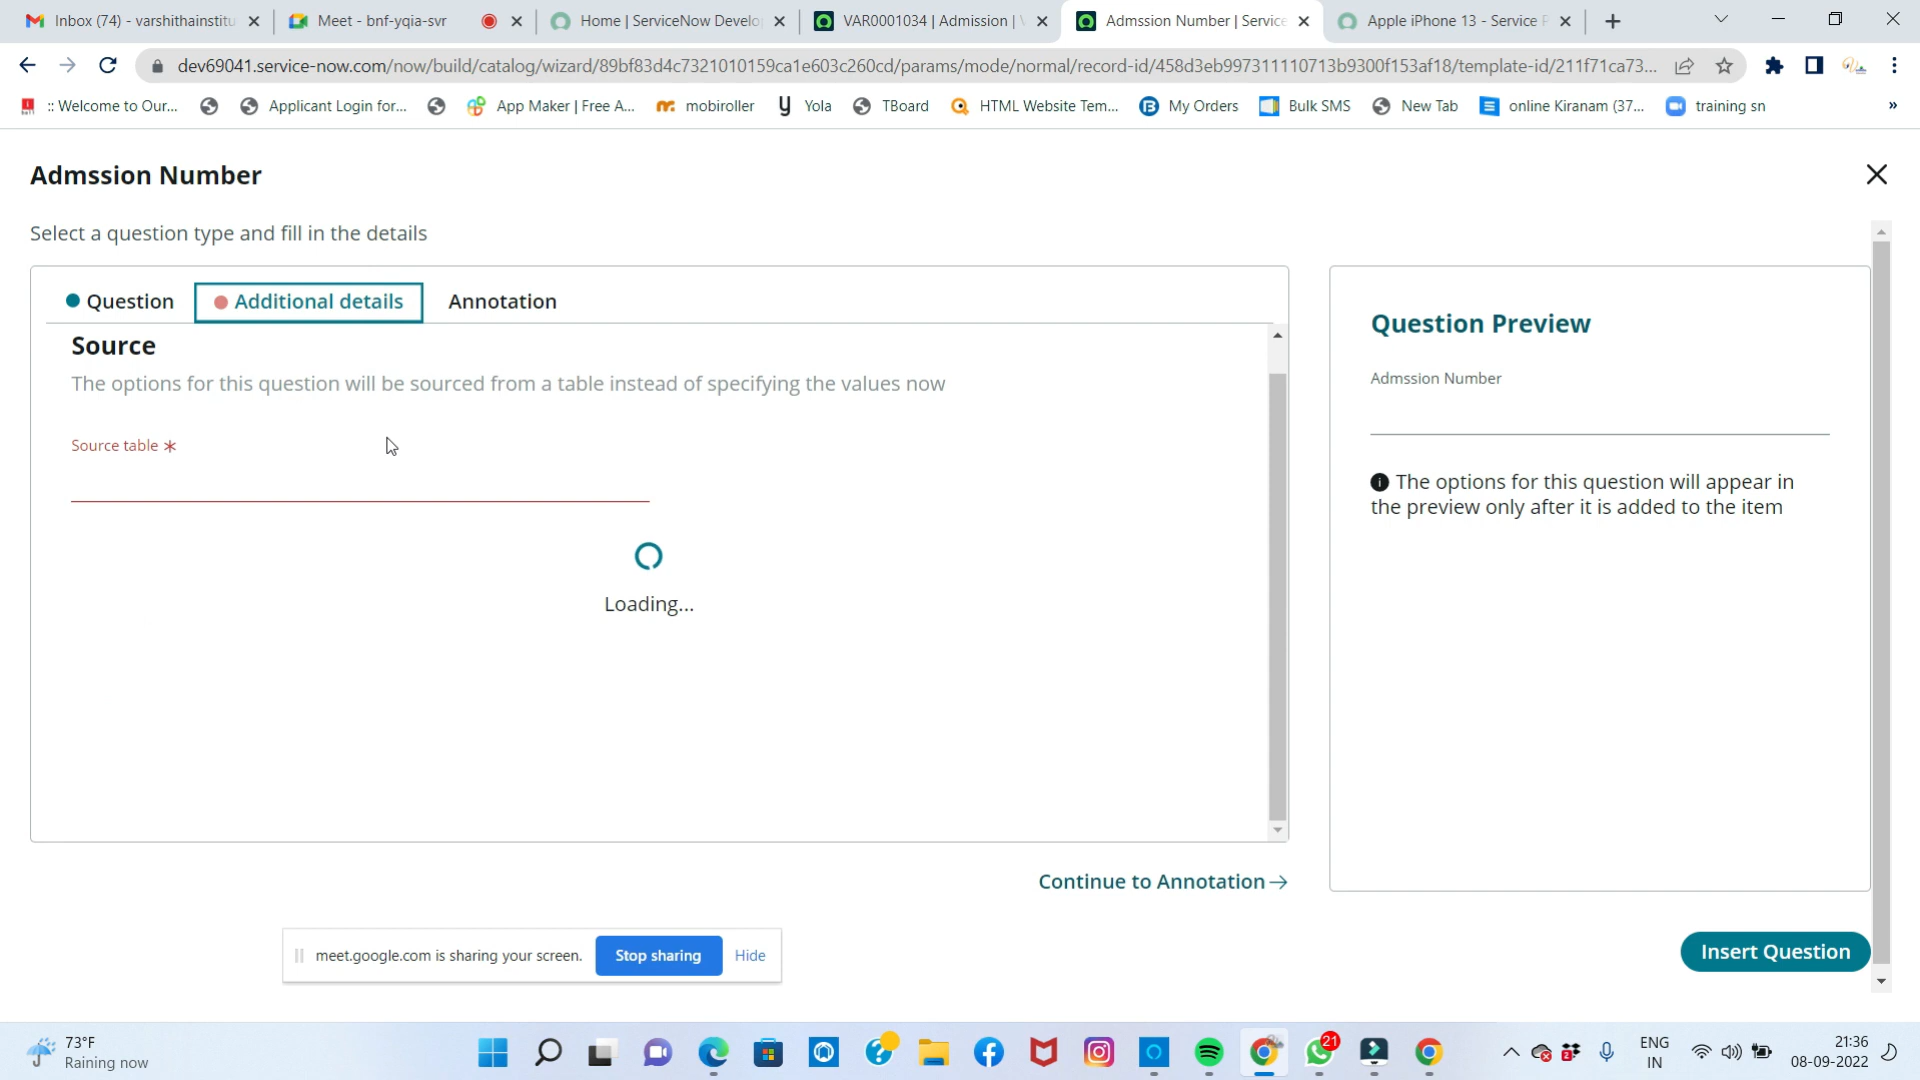 Inbox (74) - varshithainstitu
Meet - bnf-yqia-svr
Home | ServiceNow Develo
VAR0001034 | Admission | V
Admssion Number | Service
Apple iPhone 13 - Service P
dev69041.service-now.com/now/build/catalog/wizard/89bf83d4c7321010159ca1e603c260cd/params/mode/normal/record-id/458d3eb997311110713b9300f153af18/template-id/211f71ca73...
:: Welcome to Our...
Applicant Login for...
App Maker | Free A...
mobiroller
Yola
TBoard
HTML Website Tem...
My Orders
Bulk SMS
New Tab
online Kiranam (37...
training sn
»
Admssion Number
Select a question type and fill in the details
Question
Additional details
Annotation
Source
The options for this question will be sourced from a table instead of specifying the values now
Source table *
Loading...
Question Preview
Admssion Number
The options for this question will appear in
the preview only after it is added to the item
Continue to Annotation→
meet.google.com is sharing your screen.
Stop sharing
Hide
Insert Question
73°F
Raining now
21
ENG
IN
21:36
08-09-2022